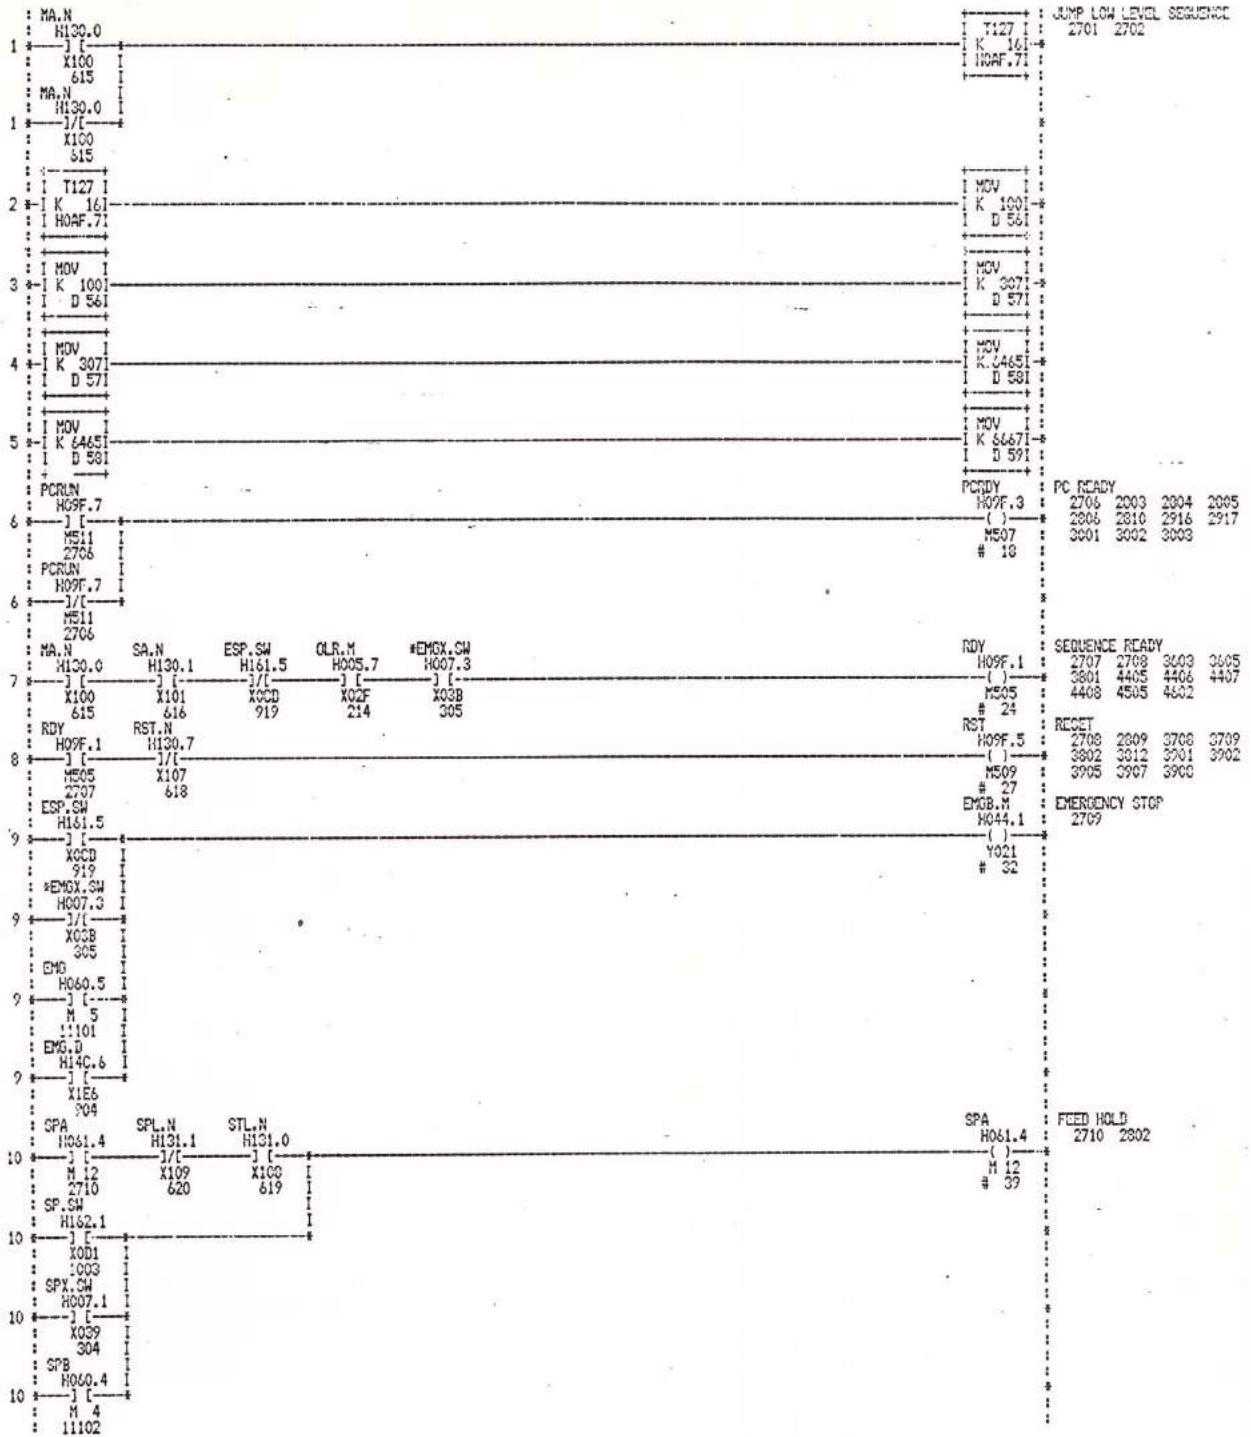 MA.N JUMP LOW LEVEL SEQUENCE
H130.0 T127 2701 2702
1 ] [ K 16
X100 H0AF.7
615
MA.N
H130.0
1 ]/[
X100
615
T127 MOV
2 K 16 K 100
H0AF.7 D 56
MOV MOV
3 K 100 K 307
D 56 D 57
MOV MOV
4 K 307 K 6465
D 57 D 58
MOV MOV
5 K 6465 K 6667
D 58 D 59
PCRUN PCRDY PC READY
H09F.7 H09F.3 2706 2803 2804 2805
6 ] [ ( ) 2806 2810 2916 2917
M511 M507 3001 3002 3003
2706 # 18
PCRUN
H09F.7
6 ]/[
M511
2706
MA.N SA.N ESP.SW OLR.M *EMGX.SW RDY SEQUENCE READY
H130.0 H130.1 H161.5 H005.7 H007.3 H09F.1 2707 2708 3603 3605
7 ] [ ] [ ]/[ ] [ ] [ ( ) 3801 4405 4406 4407
X100 X101 X0CD X02F X03B M505 4408 4505 4602
615 616 919 214 305 # 24
RDY RST.N RST RESET
H09F.1 H130.7 H09F.5 2708 2809 3708 3709
8 ] [ ]/[ ( ) 3802 3812 3901 3902
M505 X107 M509 3905 3907 3908
2707 618 # 27
ESP.SW EMGB.M EMERGENCY STOP
H161.5 H044.1 2709
9 ] [ ( )
X0CD Y021
919 # 32
*EMGX.SW
H007.3
9 ]/[
X03B
305
EMG
H060.5
9 ] [
M 5
11101
EMG.D
H14C.6
9 ] [
X1E6
904
SPA SPL.N STL.N SPA FEED HOLD
H061.4 H131.1 H131.0 H061.4 2710 2802
10 ] [ ]/[ ] [ ( )
M 12 X109 X108 M 12
2710 620 619 # 39
SP.SW
H162.1
10 ] [
X0D1
1003
SPX.SW
H007.1
10 ] [
X039
304
SPB
H060.4
10 ] [
M 4
11102